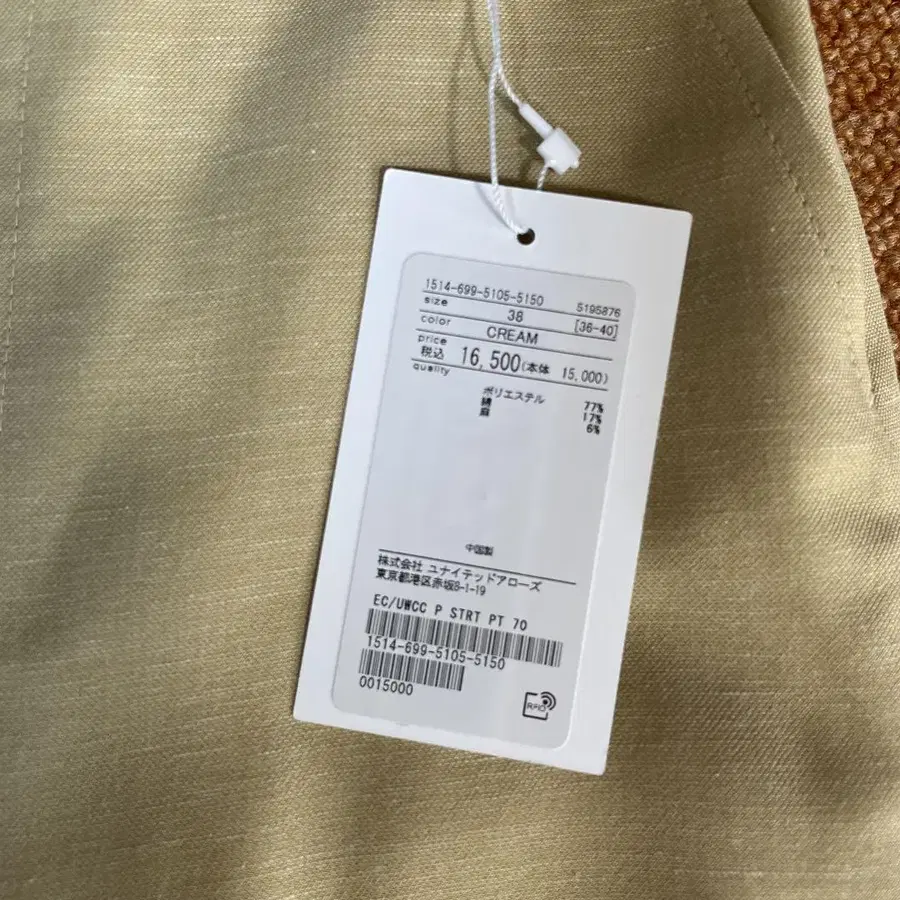 1514-699-5105-5150 5195876
size 38 [36-40]
color CREAM
price
税込 16,500(本体 15,000)
quality
ポリエステル 77%
綿 17%
麻 6%
中国製
株式会社 ユナイテッドアローズ
東京都港区赤坂8-1-19
EC/UWCC P STRT PT 70
1514-699-5105-5150
0015000
RFID